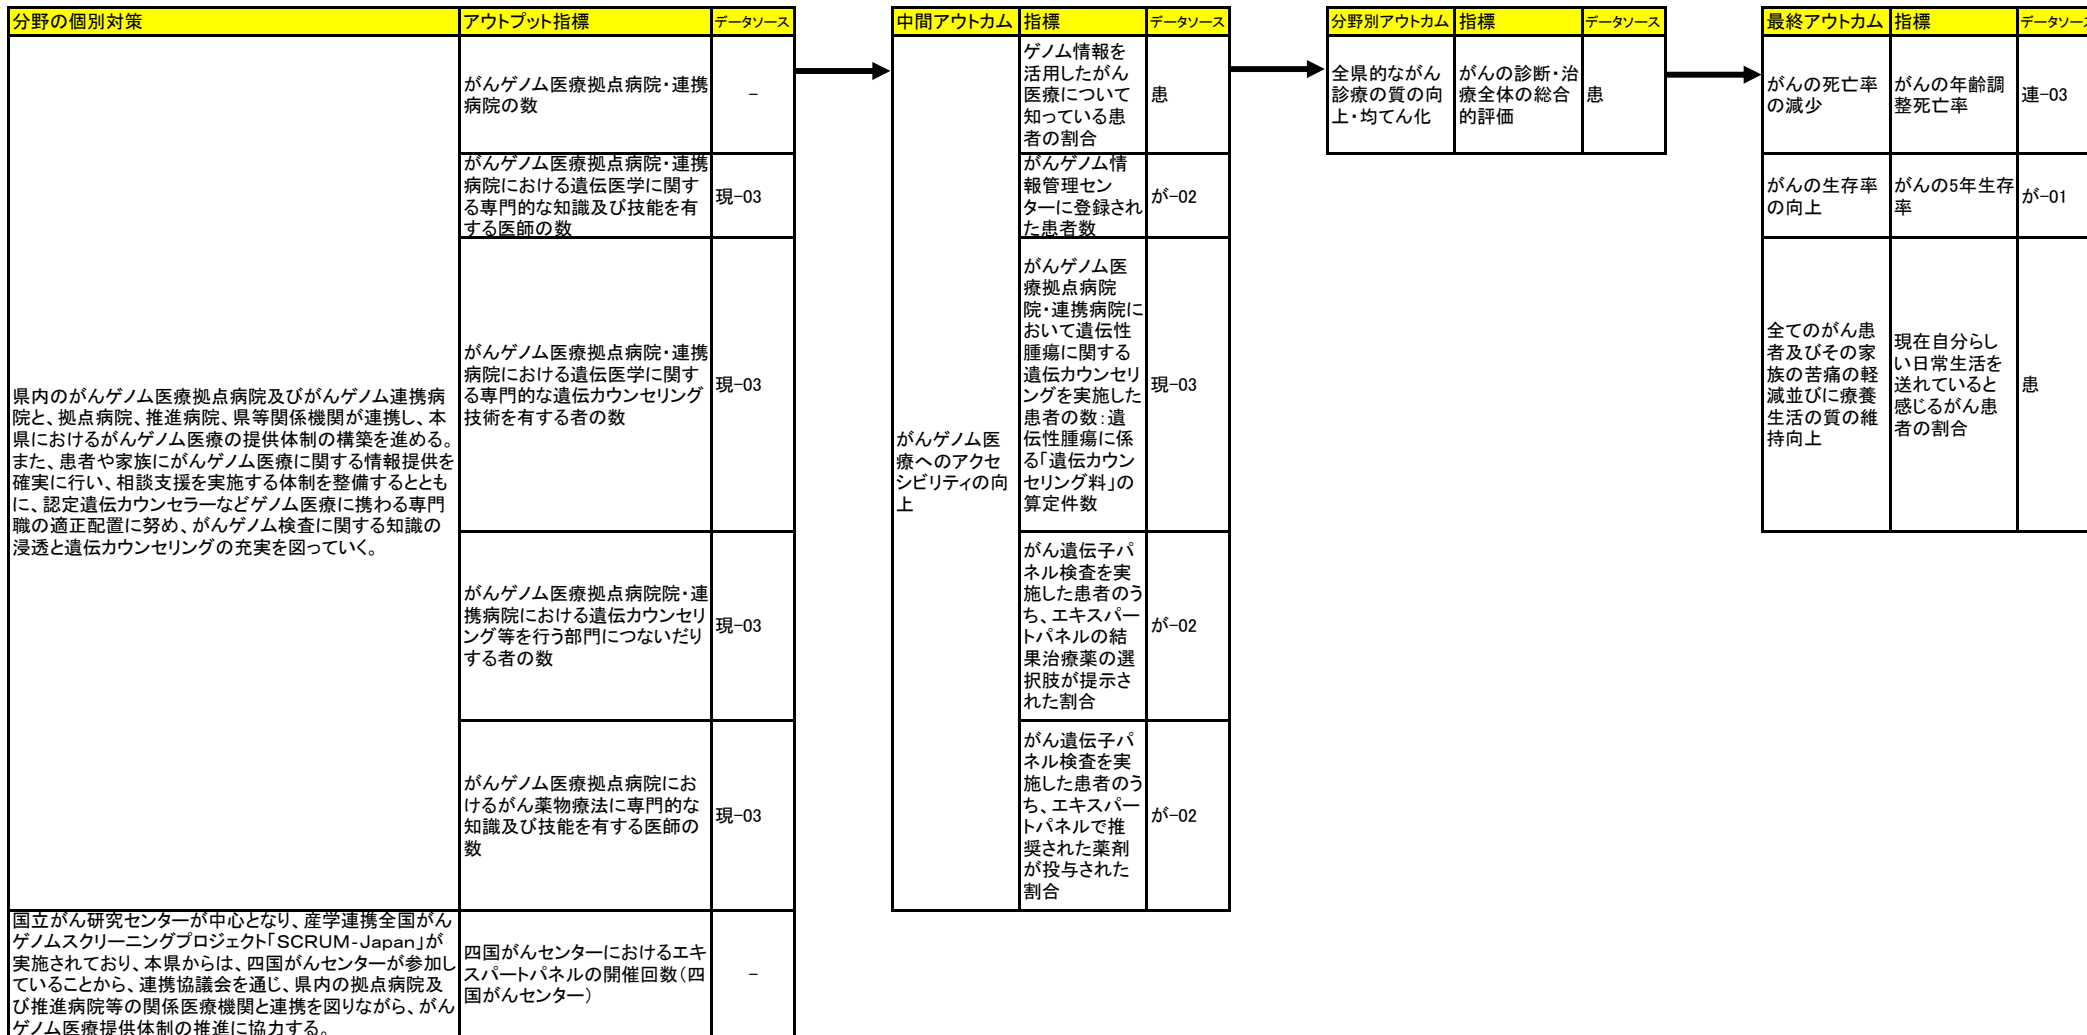 分野の個別対策
アウトプット指標
データソース
県内のがんゲノム医療拠点病院及びがんゲノム連携病
院と、拠点病院、推進病院、県等関係機関が連携し、本
県におけるがんゲノム医療の提供体制の構築を進める。
また、患者や家族にがんゲノム医療に関する情報提供を
確実に行い、相談支援を実施する体制を整備するととも
に、認定遺伝カウンセラーなどゲノム医療に携わる専門
職の適正配置に努め、がんゲノム検査に関する知識の
浸透と遺伝カウンセリングの充実を図っていく。
がんゲノム医療拠点病院・連携
病院の数
－
がんゲノム医療拠点病院・連携
病院における遺伝医学に関す
る専門的な知識及び技能を有
する医師の数
現-03
がんゲノム医療拠点病院・連携
病院における遺伝医学に関す
る専門的な遺伝カウンセリング
技術を有する者の数
現-03
がんゲノム医療拠点病院院・連
携病院における遺伝カウンセリ
ング等を行う部門につないだり
する者の数
現-03
がんゲノム医療拠点病院にお
けるがん薬物療法に専門的な
知識及び技能を有する医師の
数
現-03
国立がん研究センターが中心となり、産学連携全国がん
ゲノムスクリーニングプロジェクト「SCRUM-Japan」が
実施されており、本県からは、四国がんセンターが参加し
ていることから、連携協議会を通じ、県内の拠点病院及
び推進病院等の関係医療機関と連携を図りながら、がん
ゲノム医療提供体制の推進に協力する。
四国がんセンターにおけるエキ
スパートパネルの開催回数（四
国がんセンター）
－
中間アウトカム
指標
データソース
がんゲノム医
療へのアクセ
シビリティの向
上
ゲノム情報を
活用したがん
医療について
知っている患
者の割合
患
がんゲノム情
報管理セン
ターに登録され
た患者数
が-02
がんゲノム医
療拠点病院
院・連携病院に
おいて遺伝性
腫瘍に関する
遺伝カウンセリ
ングを実施した
患者の数：遺
伝性腫瘍に係
る「遺伝カウン
セリング料」の
算定件数
現-03
がん遺伝子パ
ネル検査を実
施した患者のう
ち、エキスパー
トパネルの結
果治療薬の選
択肢が提示さ
れた割合
が-02
がん遺伝子パ
ネル検査を実
施した患者のう
ち、エキスパー
トパネルで推
奨された薬剤
が投与された
割合
が-02
分野別アウトカム
指標
データソース
全県的ながん
診療の質の向
上・均てん化
がんの診断・治
療全体の総合
的評価
患
最終アウトカム
指標
データソース
がんの死亡率
の減少
がんの年齢調
整死亡率
連-03
がんの生存率
の向上
がんの5年生存
率
が-01
全てのがん患
者及びその家
族の苦痛の軽
減並びに療養
生活の質の維
持向上
現在自分らし
い日常生活を
送れていると
感じるがん患
者の割合
患